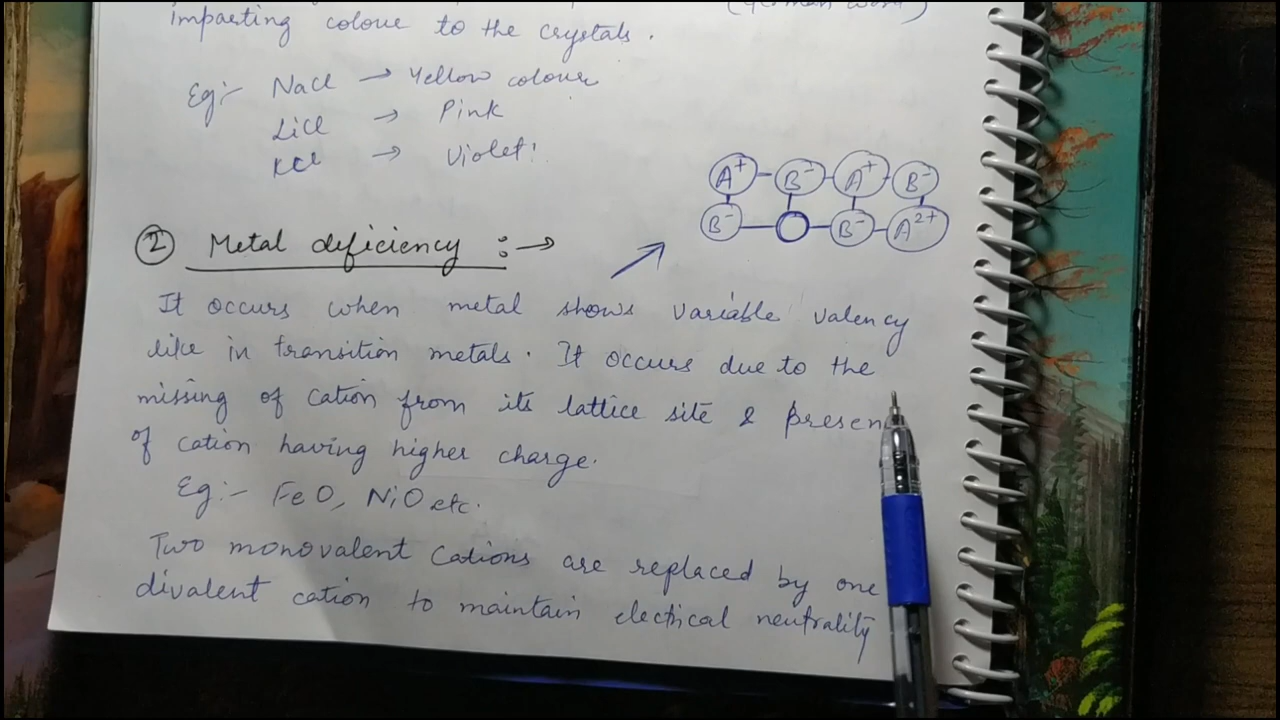 (German word)
Imparting colour to the crystals.
Eg:- NaCl → Yellow colour
LiCl → Pink
KCl → Violet.
A⁺ B⁻ A⁺ B⁻
B⁻ B⁻ A²⁺
② Metal deficiency :→
It occurs when metal shows variable valency
like in transition metals. It occurs due to the
missing of cation from its lattice site & presen
of cation having higher charge.
Eg:- FeO, NiO etc.
Two monovalent cations are replaced by one
divalent cation to maintain electrical neutrality